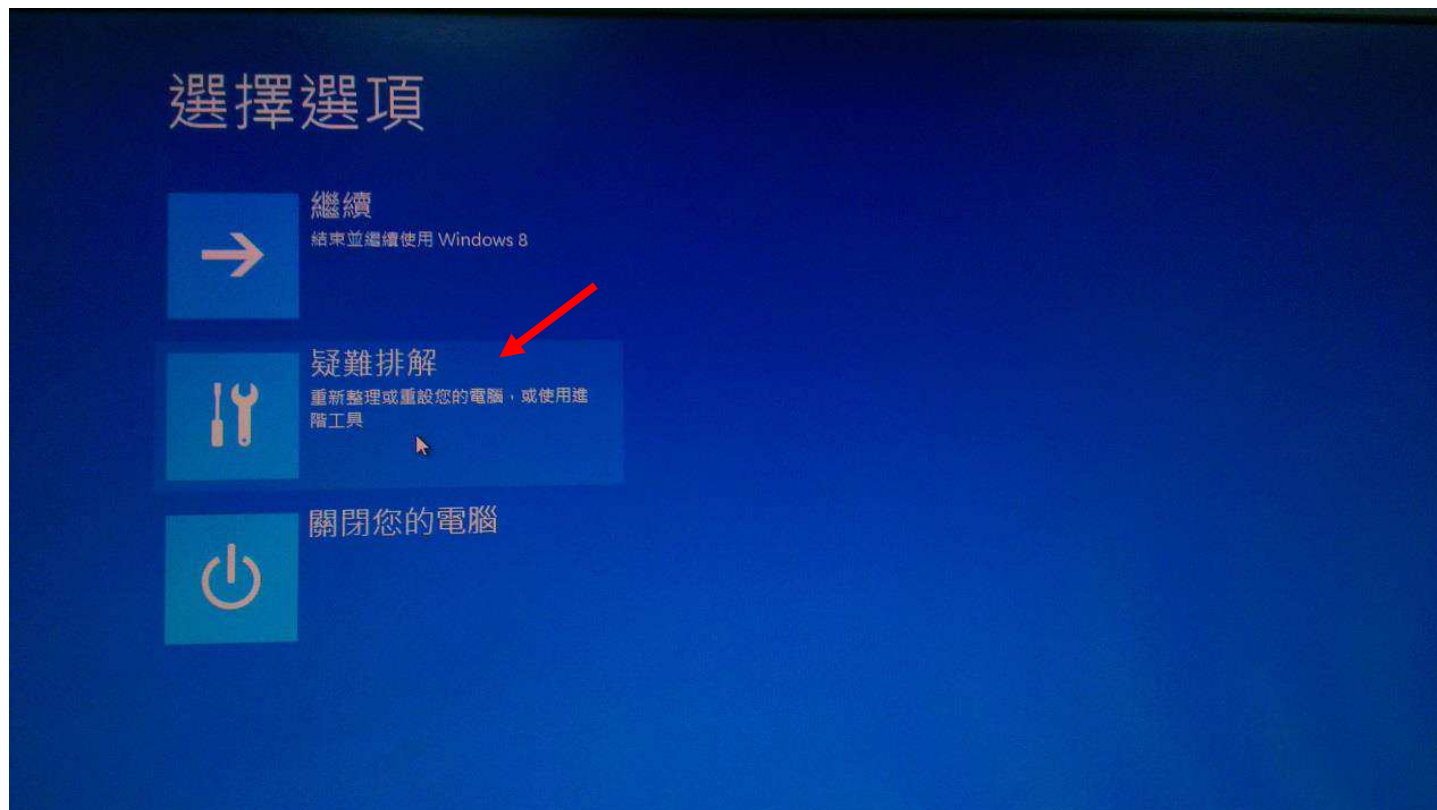 選擇選項
繼續
結束並繼續使用 Windows 8
疑難排解
重新整理或重設您的電腦，或使用進
階工具
關閉您的電腦